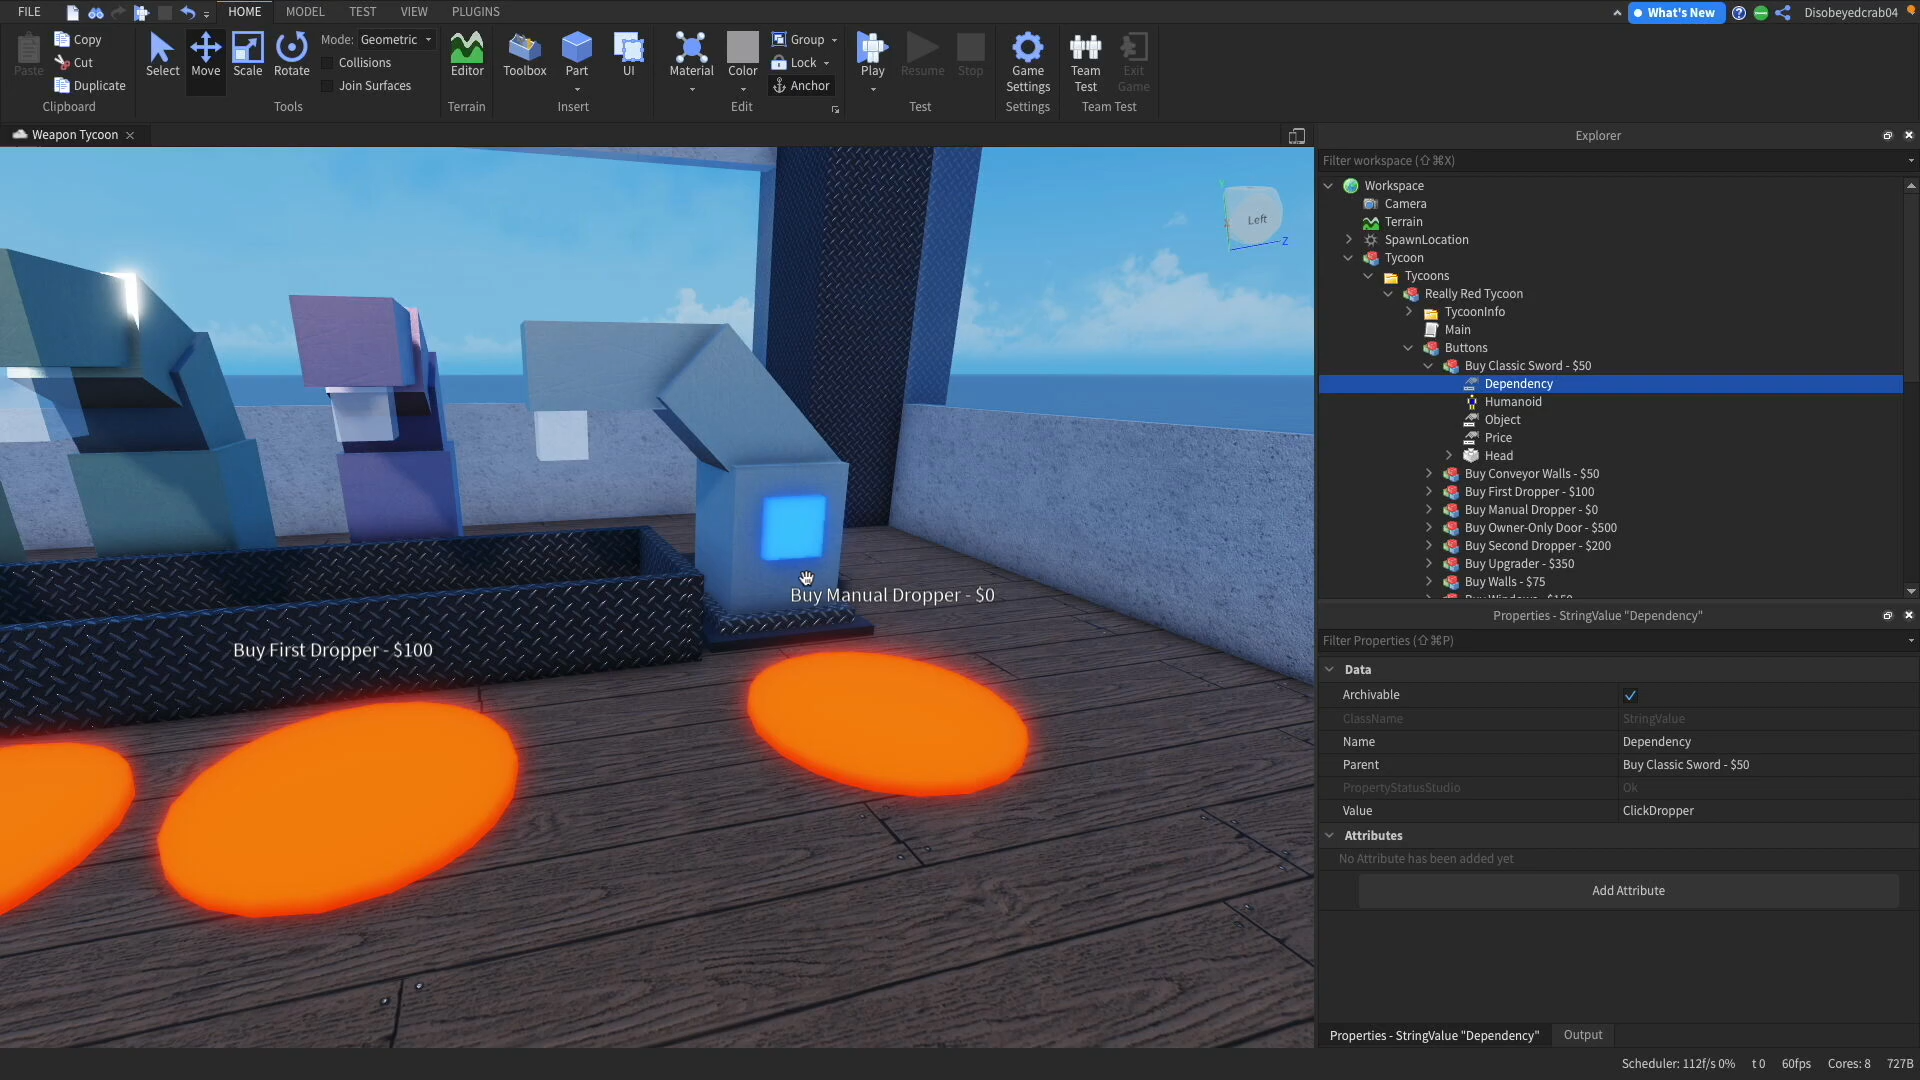 FILE
HOME
MODEL
TEST
VIEW
PLUGINS
What's New
Disobeyedcrab04
Paste
Copy
Cut
Duplicate
Clipboard
Select
Move
Scale
Rotate
Mode: Geometric
Collisions
Join Surfaces
Tools
Editor
Terrain
Toolbox
Part
UI
Insert
Material
Color
Group
Lock
Anchor
Edit
Play
Resume
Stop
Test
Game Settings
Settings
Team Test
Exit Game
Team Test
Weapon Tycoon
Left
Z
Buy Manual Dropper - $0
Buy First Dropper - $100
Explorer
Filter workspace (⇧⌘X)
Workspace
Camera
Terrain
SpawnLocation
Tycoon
Tycoons
Really Red Tycoon
TycoonInfo
Main
Buttons
Buy Classic Sword - $50
Dependency
Humanoid
Object
Price
Head
Buy Conveyor Walls - $50
Buy First Dropper - $100
Buy Manual Dropper - $0
Buy Owner-Only Door - $500
Buy Second Dropper - $200
Buy Upgrader - $350
Buy Walls - $75
Buy Windows - $150
Properties - StringValue "Dependency"
Filter Properties (⇧⌘P)
Data
Archivable
ClassName StringValue
Name Dependency
Parent Buy Classic Sword - $50
PropertyStatusStudio Ok
Value ClickDropper
Attributes
No Attribute has been added yet
Add Attribute
Properties - StringValue "Dependency"
Output
Scheduler: 112f/s 0% t 0 60fps Cores: 8 727B